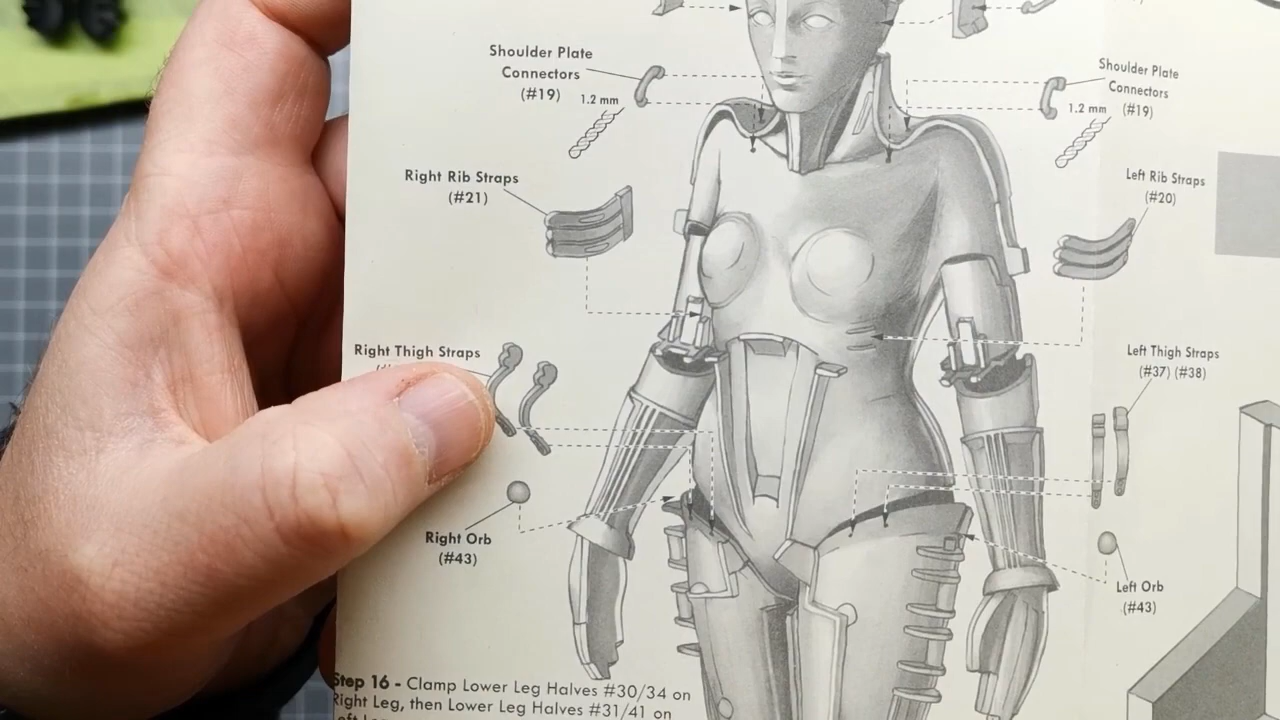 Shoulder Plate
Connectors
(#19)
1.2 mm
Shoulder Plate
Connectors
(#19)
1.2 mm
Right Rib Straps
(#21)
Left Rib Straps
(#20)
Right Thigh Straps
Left Thigh Straps
(#37) (#38)
Right Orb
(#43)
Left Orb
(#43)
Step 16 - Clamp Lower Leg Halves #30/34 on
Right Leg, then Lower Leg Halves #31/41 on